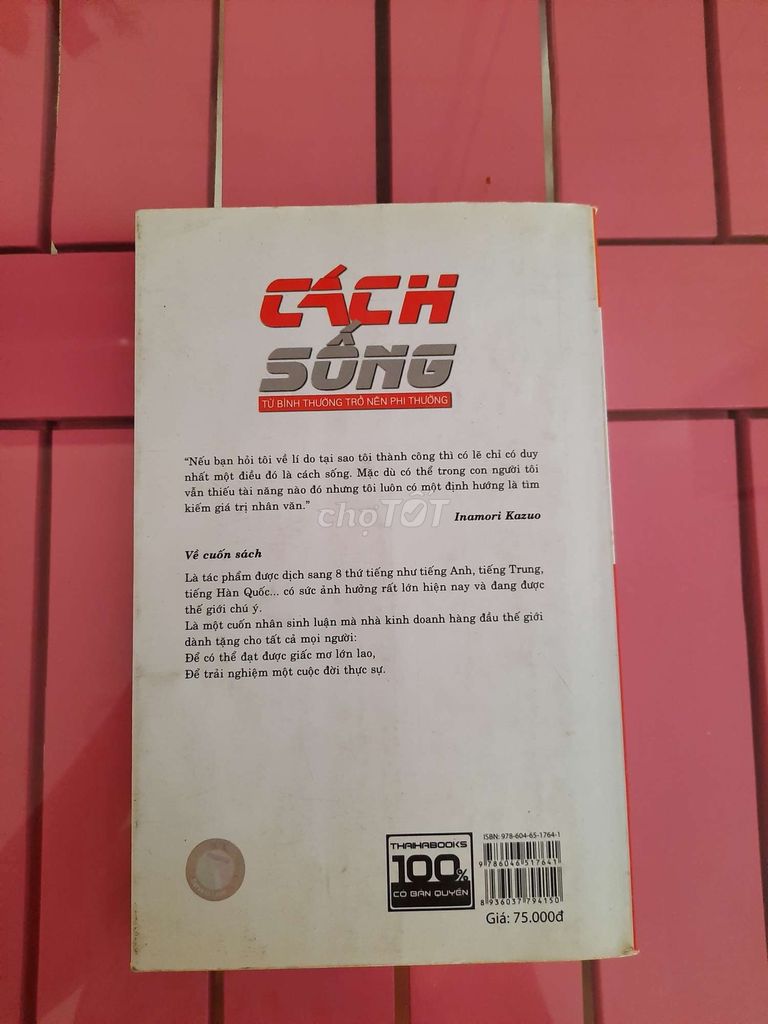 CÁCH
SỐNG
TỪ BÌNH THƯỜNG TRỞ NÊN PHI THƯỜNG
“Nếu bạn hỏi tôi về lí do tại sao tôi thành công thì có lẽ chỉ có duy
nhất một điều đó là cách sống. Mặc dù có thể trong con người tôi
vẫn thiếu tài năng nào đó nhưng tôi luôn có một định hướng là tìm
kiếm giá trị nhân văn.”
chợTỐT
Inamori Kazuo
Về cuốn sách
Là tác phẩm được dịch sang 8 thứ tiếng như tiếng Anh, tiếng Trung,
tiếng Hàn Quốc... có sức ảnh hưởng rất lớn hiện nay và đang được
thế giới chú ý.
Là một cuốn nhân sinh luận mà nhà kinh doanh hàng đầu thế giới
dành tặng cho tất cả mọi người:
Để có thể đạt được giấc mơ lớn lao,
Để trải nghiệm một cuộc đời thực sự.
THAIHABOOKS
100%
CÓ BẢN QUYỀN
ISBN: 978-604-65-1764-1
9 786046 517641
8 936037 794150
Giá: 75.000đ